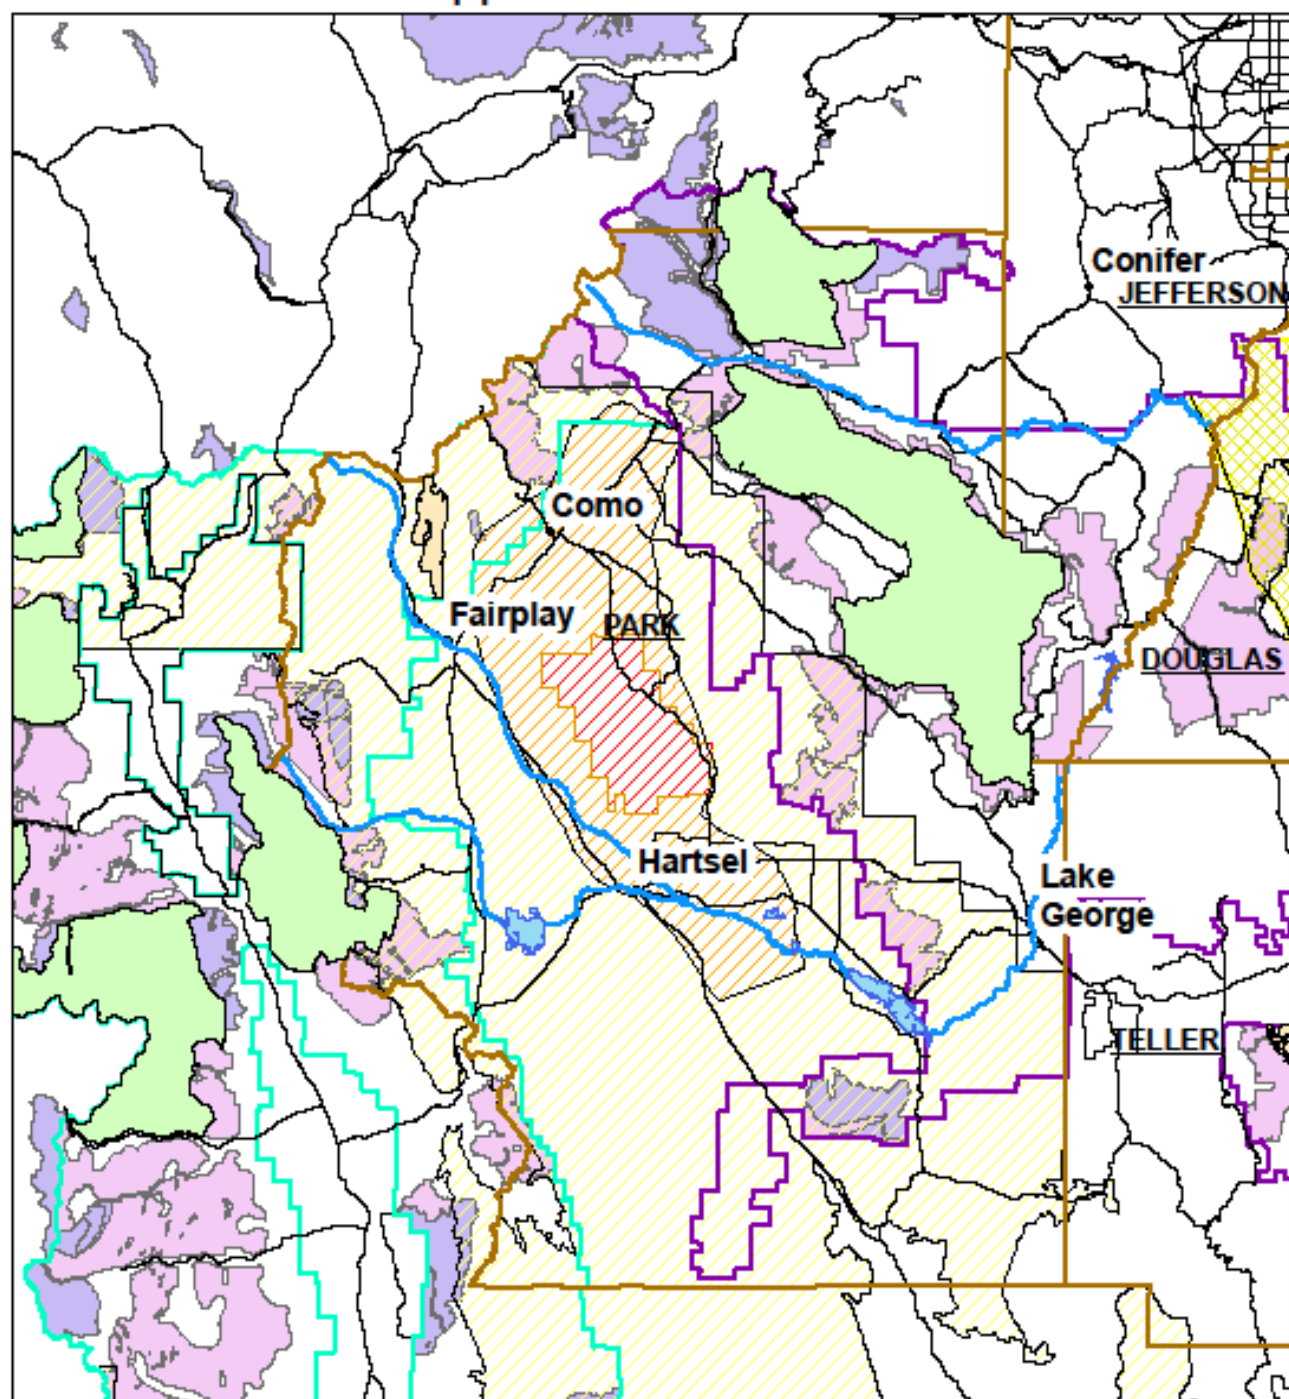 Conifer
JEFFERSON
Como
Fairplay
PARK
DOUGLAS
Hartsel
Lake
George
TELLER